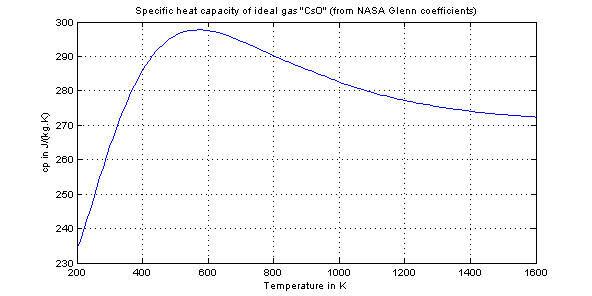 Specific heat capacity of ideal gas "CsO" (from NASA Glenn coefficients)
300
290
280
270
260
250
240
230
cp in J/(kg.K)
200 400 600 800 1000 1200 1400 1600
Temperature in K